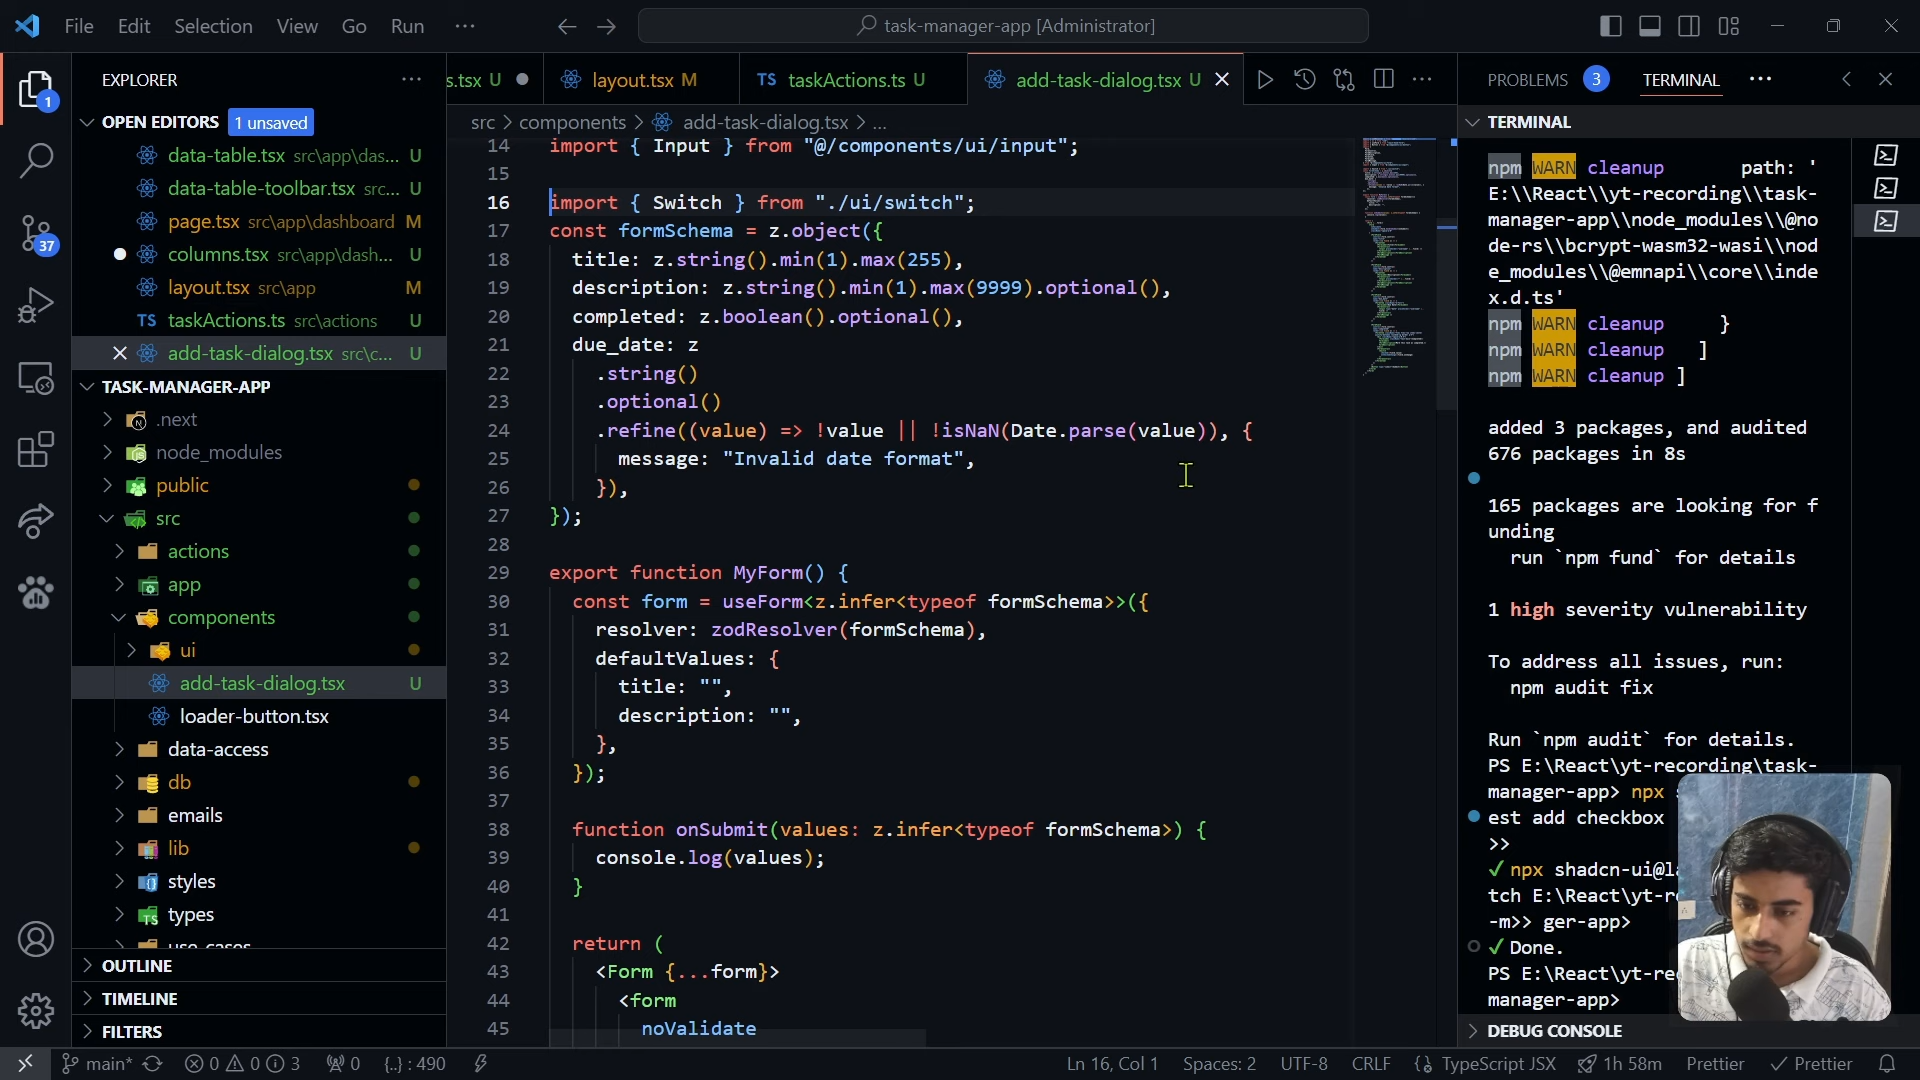 File Edit Selection View Go Run ···
task-manager-app [Administrator]
EXPLORER
OPEN EDITORS 1 unsaved
data-table.tsx src\app\das... U
data-table-toolbar.tsx src... U
page.tsx src\app\dashboard M
columns.tsx src\app\dash... U
layout.tsx src\app M
TS taskActions.ts src\actions U
add-task-dialog.tsx src\c... U
TASK-MANAGER-APP
.next
node_modules
public
src
actions
app
components
ui
add-task-dialog.tsx U
loader-button.tsx
data-access
db
emails
lib
styles
types
OUTLINE
TIMELINE
FILTERS
1
37
s.tsx U
layout.tsx M
TS taskActions.ts U
add-task-dialog.tsx U
src > components > add-task-dialog.tsx > ...
14 import { Input } from "@/components/ui/input";
15
16 import { Switch } from "./ui/switch";
17 const formSchema = z.object({
18 title: z.string().min(1).max(255),
19 description: z.string().min(1).max(9999).optional(),
20 completed: z.boolean().optional(),
21 due_date: z
22 .string()
23 .optional()
24 .refine((value) => !value || !isNaN(Date.parse(value)), {
25 message: "Invalid date format",
26 }),
27 });
28
29 export function MyForm() {
30 const form = useForm<z.infer<typeof formSchema>>({
31 resolver: zodResolver(formSchema),
32 defaultValues: {
33 title: "",
34 description: "",
35 },
36 });
37
38 function onSubmit(values: z.infer<typeof formSchema>) {
39 console.log(values);
40 }
41
42 return (
43 <Form {...form}>
44 <form
45 noValidate
PROBLEMS 3 TERMINAL ···
TERMINAL
npm WARN cleanup path: '
E:\\React\\yt-recording\\task-
manager-app\\node_modules\\@no
de-rs\\bcrypt-wasm32-wasi\\nod
e_modules\\@emnapi\\core\\inde
x.d.ts'
npm WARN cleanup }
npm WARN cleanup ]
npm WARN cleanup ]
added 3 packages, and audited
676 packages in 8s
165 packages are looking for f
unding
run `npm fund` for details
1 high severity vulnerability
To address all issues, run:
npm audit fix
Run `npm audit` for details.
PS E:\React\yt-recording\task-
manager-app> npx
est add checkbox
>>
✓ npx shadcn-ui@la
tch E:\React\yt-r
-m>> ger-app>
✓ Done.
PS E:\React\yt-re
manager-app>
DEBUG CONSOLE
main* 0 0 3 0 {..} : 490
Ln 16, Col 1 Spaces: 2 UTF-8 CRLF TypeScript JSX 1h 58m Prettier Prettier